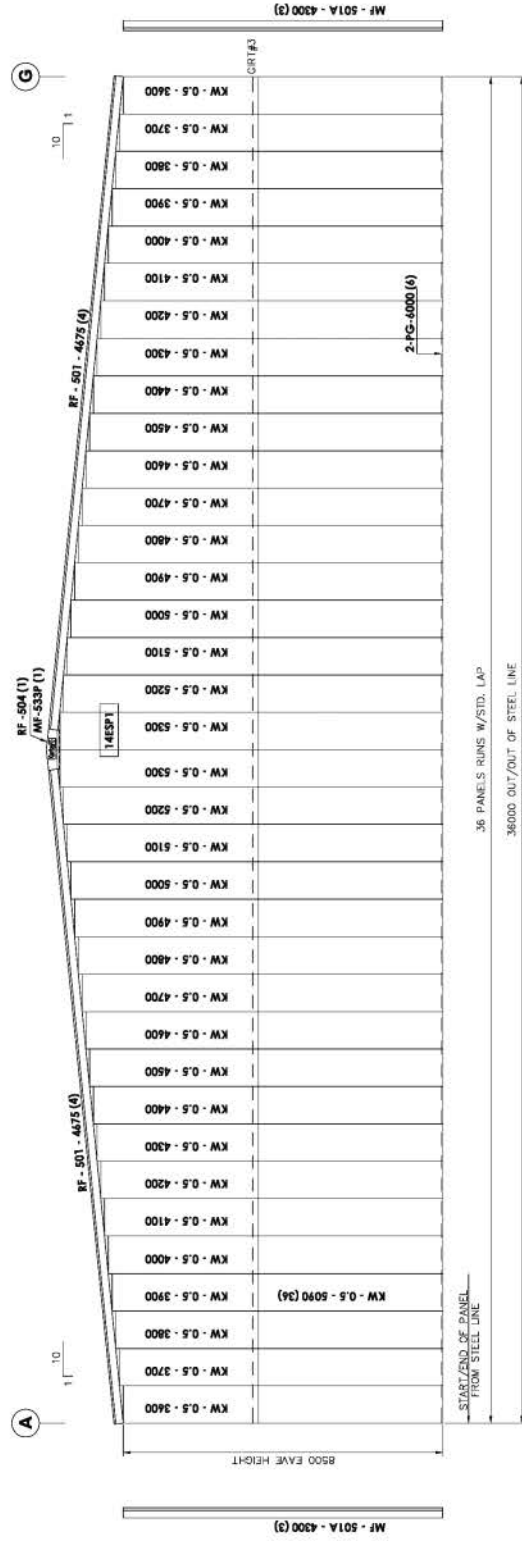 A
G
1
10
10
1
RF -504 (1)
MF-533P (1)
RF - 501 - 4675 (4)
RF - 501 - 4675 (4)
14ESP1
MF - 501A - 4300 (3)
8500 EAVE HEIGHT
KW - 0.5 - 3600
KW - 0.5 - 3700
KW - 0.5 - 3800
KW - 0.5 - 3900
KW - 0.5 - 4000
KW - 0.5 - 4100
KW - 0.5 - 4200
KW - 0.5 - 4300
KW - 0.5 - 4400
KW - 0.5 - 4500
KW - 0.5 - 4600
KW - 0.5 - 4700
KW - 0.5 - 4800
KW - 0.5 - 4900
KW - 0.5 - 5000
KW - 0.5 - 5100
KW - 0.5 - 5200
KW - 0.5 - 5300
KW - 0.5 - 5300
KW - 0.5 - 5200
KW - 0.5 - 5100
KW - 0.5 - 5000
KW - 0.5 - 4900
KW - 0.5 - 4800
KW - 0.5 - 4700
KW - 0.5 - 4600
KW - 0.5 - 4500
KW - 0.5 - 4400
KW - 0.5 - 4300
KW - 0.5 - 4200
KW - 0.5 - 4100
KW - 0.5 - 4000
KW - 0.5 - 3900
KW - 0.5 - 3800
KW - 0.5 - 3700
KW - 0.5 - 3600
GIRT#3
MF - 501A - 4300 (3)
KW - 0.5 - 5090 (36)
2-PG-6000 (6)
START/END OF PANEL
FROM STEEL LINE
36 PANELS RUNS W/STD. LAP
36000 OUT/OUT OF STEEL LINE